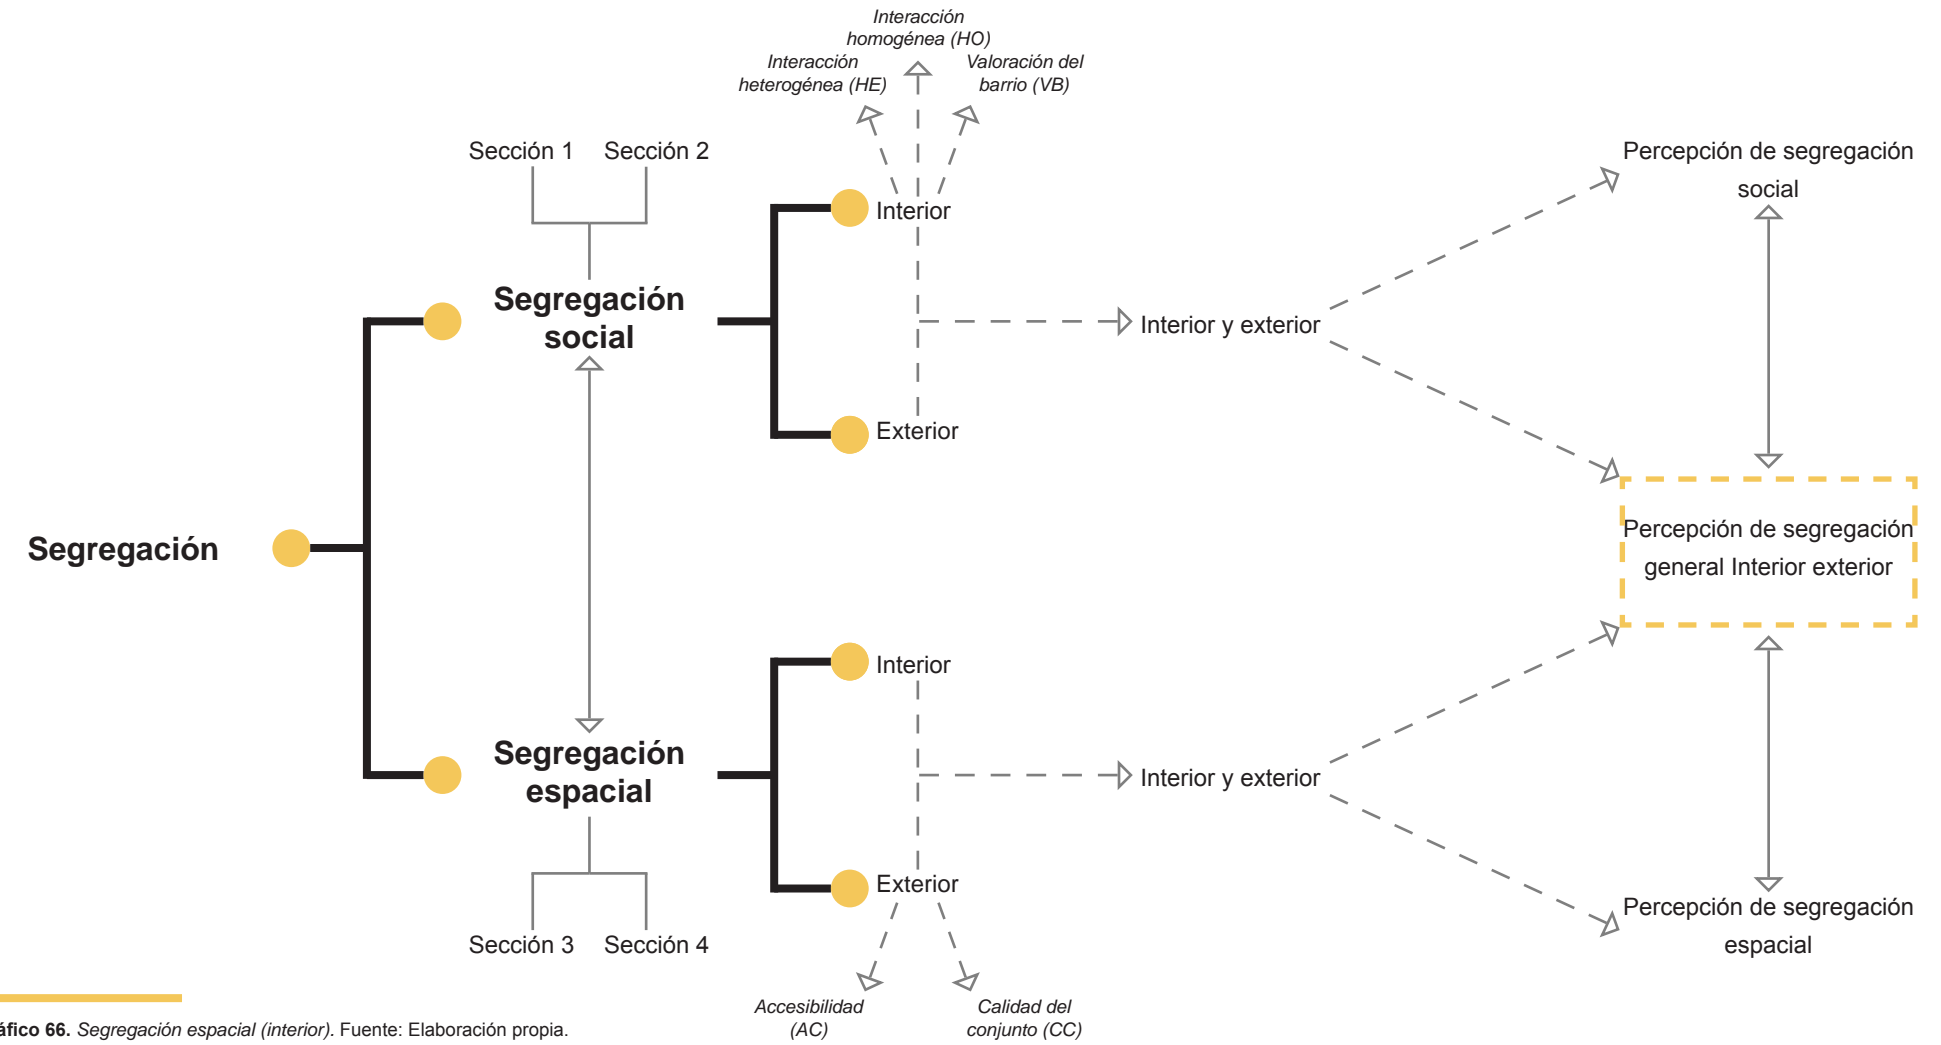 Interacción
homogénea (HO)
Interacción
heterogénea (HE)
Valoración del
barrio (VB)
Sección 1 Sección 2
Percepción de segregación
social
Interior
Segregación
social
Interior y exterior
Exterior
Segregación
Percepción de segregación
general Interior exterior
Interior
Segregación
espacial
Interior y exterior
Exterior
Sección 3 Sección 4
Percepción de segregación
espacial
Accesibilidad
(AC)
Calidad del
conjunto (CC)
áfico 66. Segregación espacial (interior). Fuente: Elaboración propia.